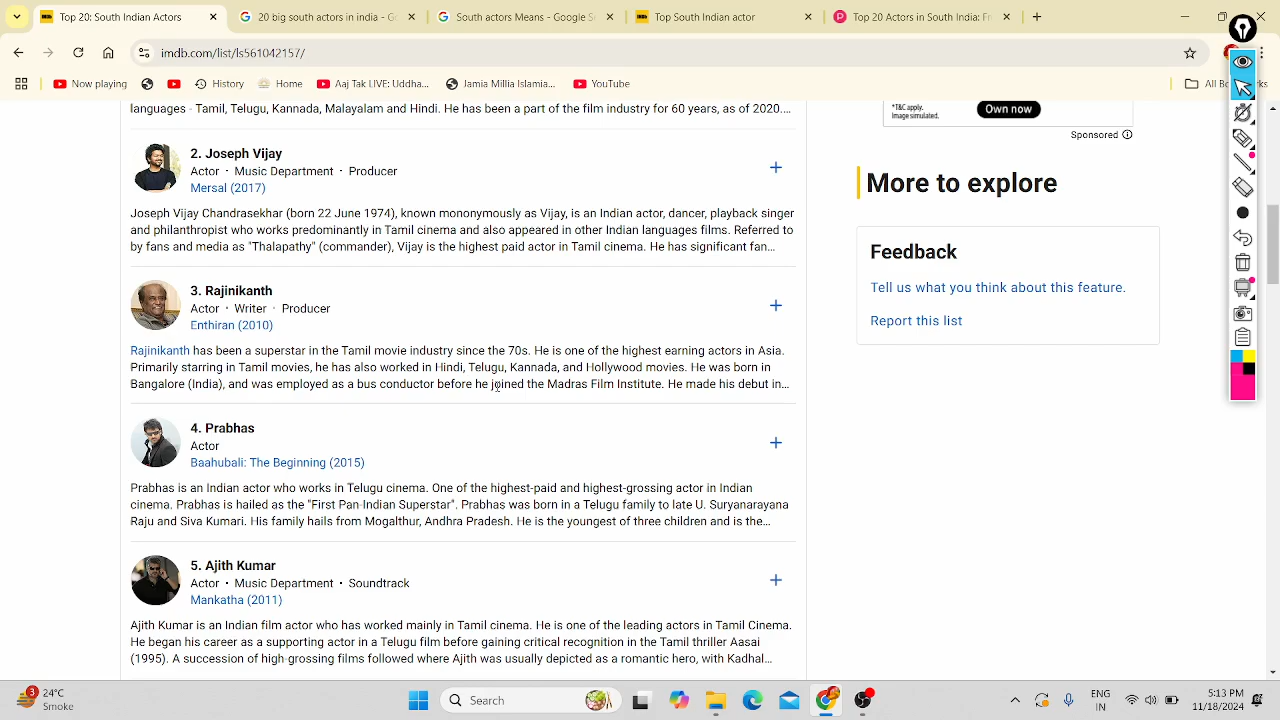 Top 20: South Indian Actors
20 big southactors in india - Go
South Actors Means - Google S
Top South Indian
Top 20 in South India: Fr
imdb.com/list/ls561042157/
Now playing
History
Home
Aaj Tak LIVE: Uddha...
Jamia Millia Islamia...
YouTube
All Bo
languages - Tamil, Telugu, Kannada, Malayalam and Hindi. He has been a part of the film industry for 60 years, as of 2020....
*T&C apply.
Image simulated.
Own now
Sponsored
2. Joseph Vijay
Actor · Music Department · Producer
Mersal (2017)
Joseph Vijay Chandrasekhar (born 22 June 1974), known mononymously as Vijay, is an Indian actor, dancer, playback singer
and philanthropist who works predominantly in Tamil cinema and also appeared in other Indian languages films. Referred to
by fans and media as "Thalapathy" (commander), Vijay is the highest paid actor in Tamil cinema. He has significant fan...
3. Rajinikanth
Actor · Writer · Producer
Enthiran (2010)
Rajinikanth has been a superstar in the Tamil movie industry since the 70s. He is one of the highest earning actors in Asia.
Primarily starring in Tamil movies, he has also worked in Hindi, Telugu, Kannada, and Hollywood movies. He was born in
Bangalore (India), and was employed as a bus conductor before he joined the Madras Film Institute. He made his debut in...
4. Prabhas
Actor
Baahubali: The Beginning (2015)
Prabhas is an Indian actor who works in Telugu cinema. One of the highest-paid and highest-grossing actor in Indian
cinema. Prabhas is hailed as the "First Pan-Indian Superstar". Prabhas was born in a Telugu family to late U. Suryanarayana
Raju and Siva Kumari. His family hails from Mogalthur, Andhra Pradesh. He is the youngest of three children and is the...
5. Ajith Kumar
Actor · Music Department · Soundtrack
Mankatha (2011)
Ajith Kumar is an Indian film actor who has worked mainly in Tamil cinema. He is one of the leading actors in Tamil Cinema.
He began his career as a supporting actor in a Telugu film before gaining critical recognition in the Tamil thriller Aasai
(1995). A succession of high grossing films followed where Ajith was usually depicted as a romantic hero, with Kadhal...
More to explore
Feedback
Tell us what you think about this feature.
Report this list
3
24°C
Smoke
Search
ENG
IN
5:13 PM
11/18/2024